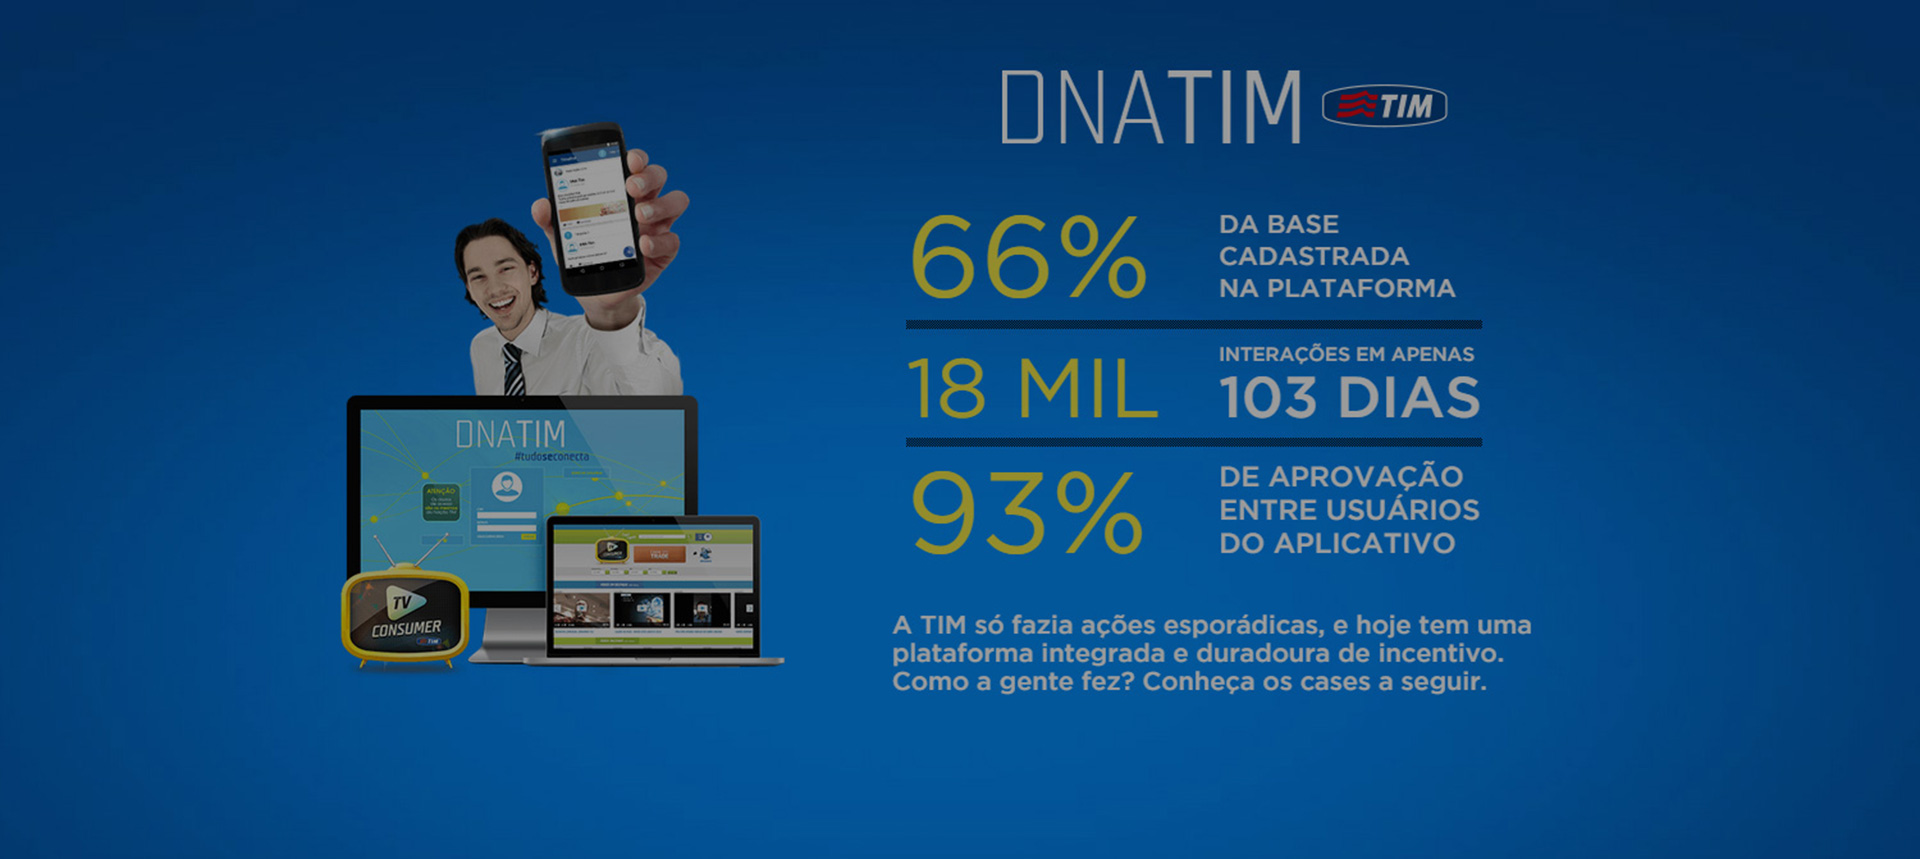 DNATIM
TIM
66%
DA BASE
CADASTRADA
NA PLATAFORMA
18 MIL
INTERAÇÕES EM APENAS
103 DIAS
93%
DE APROVAÇÃO
ENTRE USUÁRIOS
DO APLICATIVO
A TIM só fazia ações esporádicas, e hoje tem uma
plataforma integrada e duradoura de incentivo.
Como a gente fez? Conheça os cases a seguir.
DNATIM
#tudoseconecta
ATENÇÃO
TV
CONSUMER
TIM